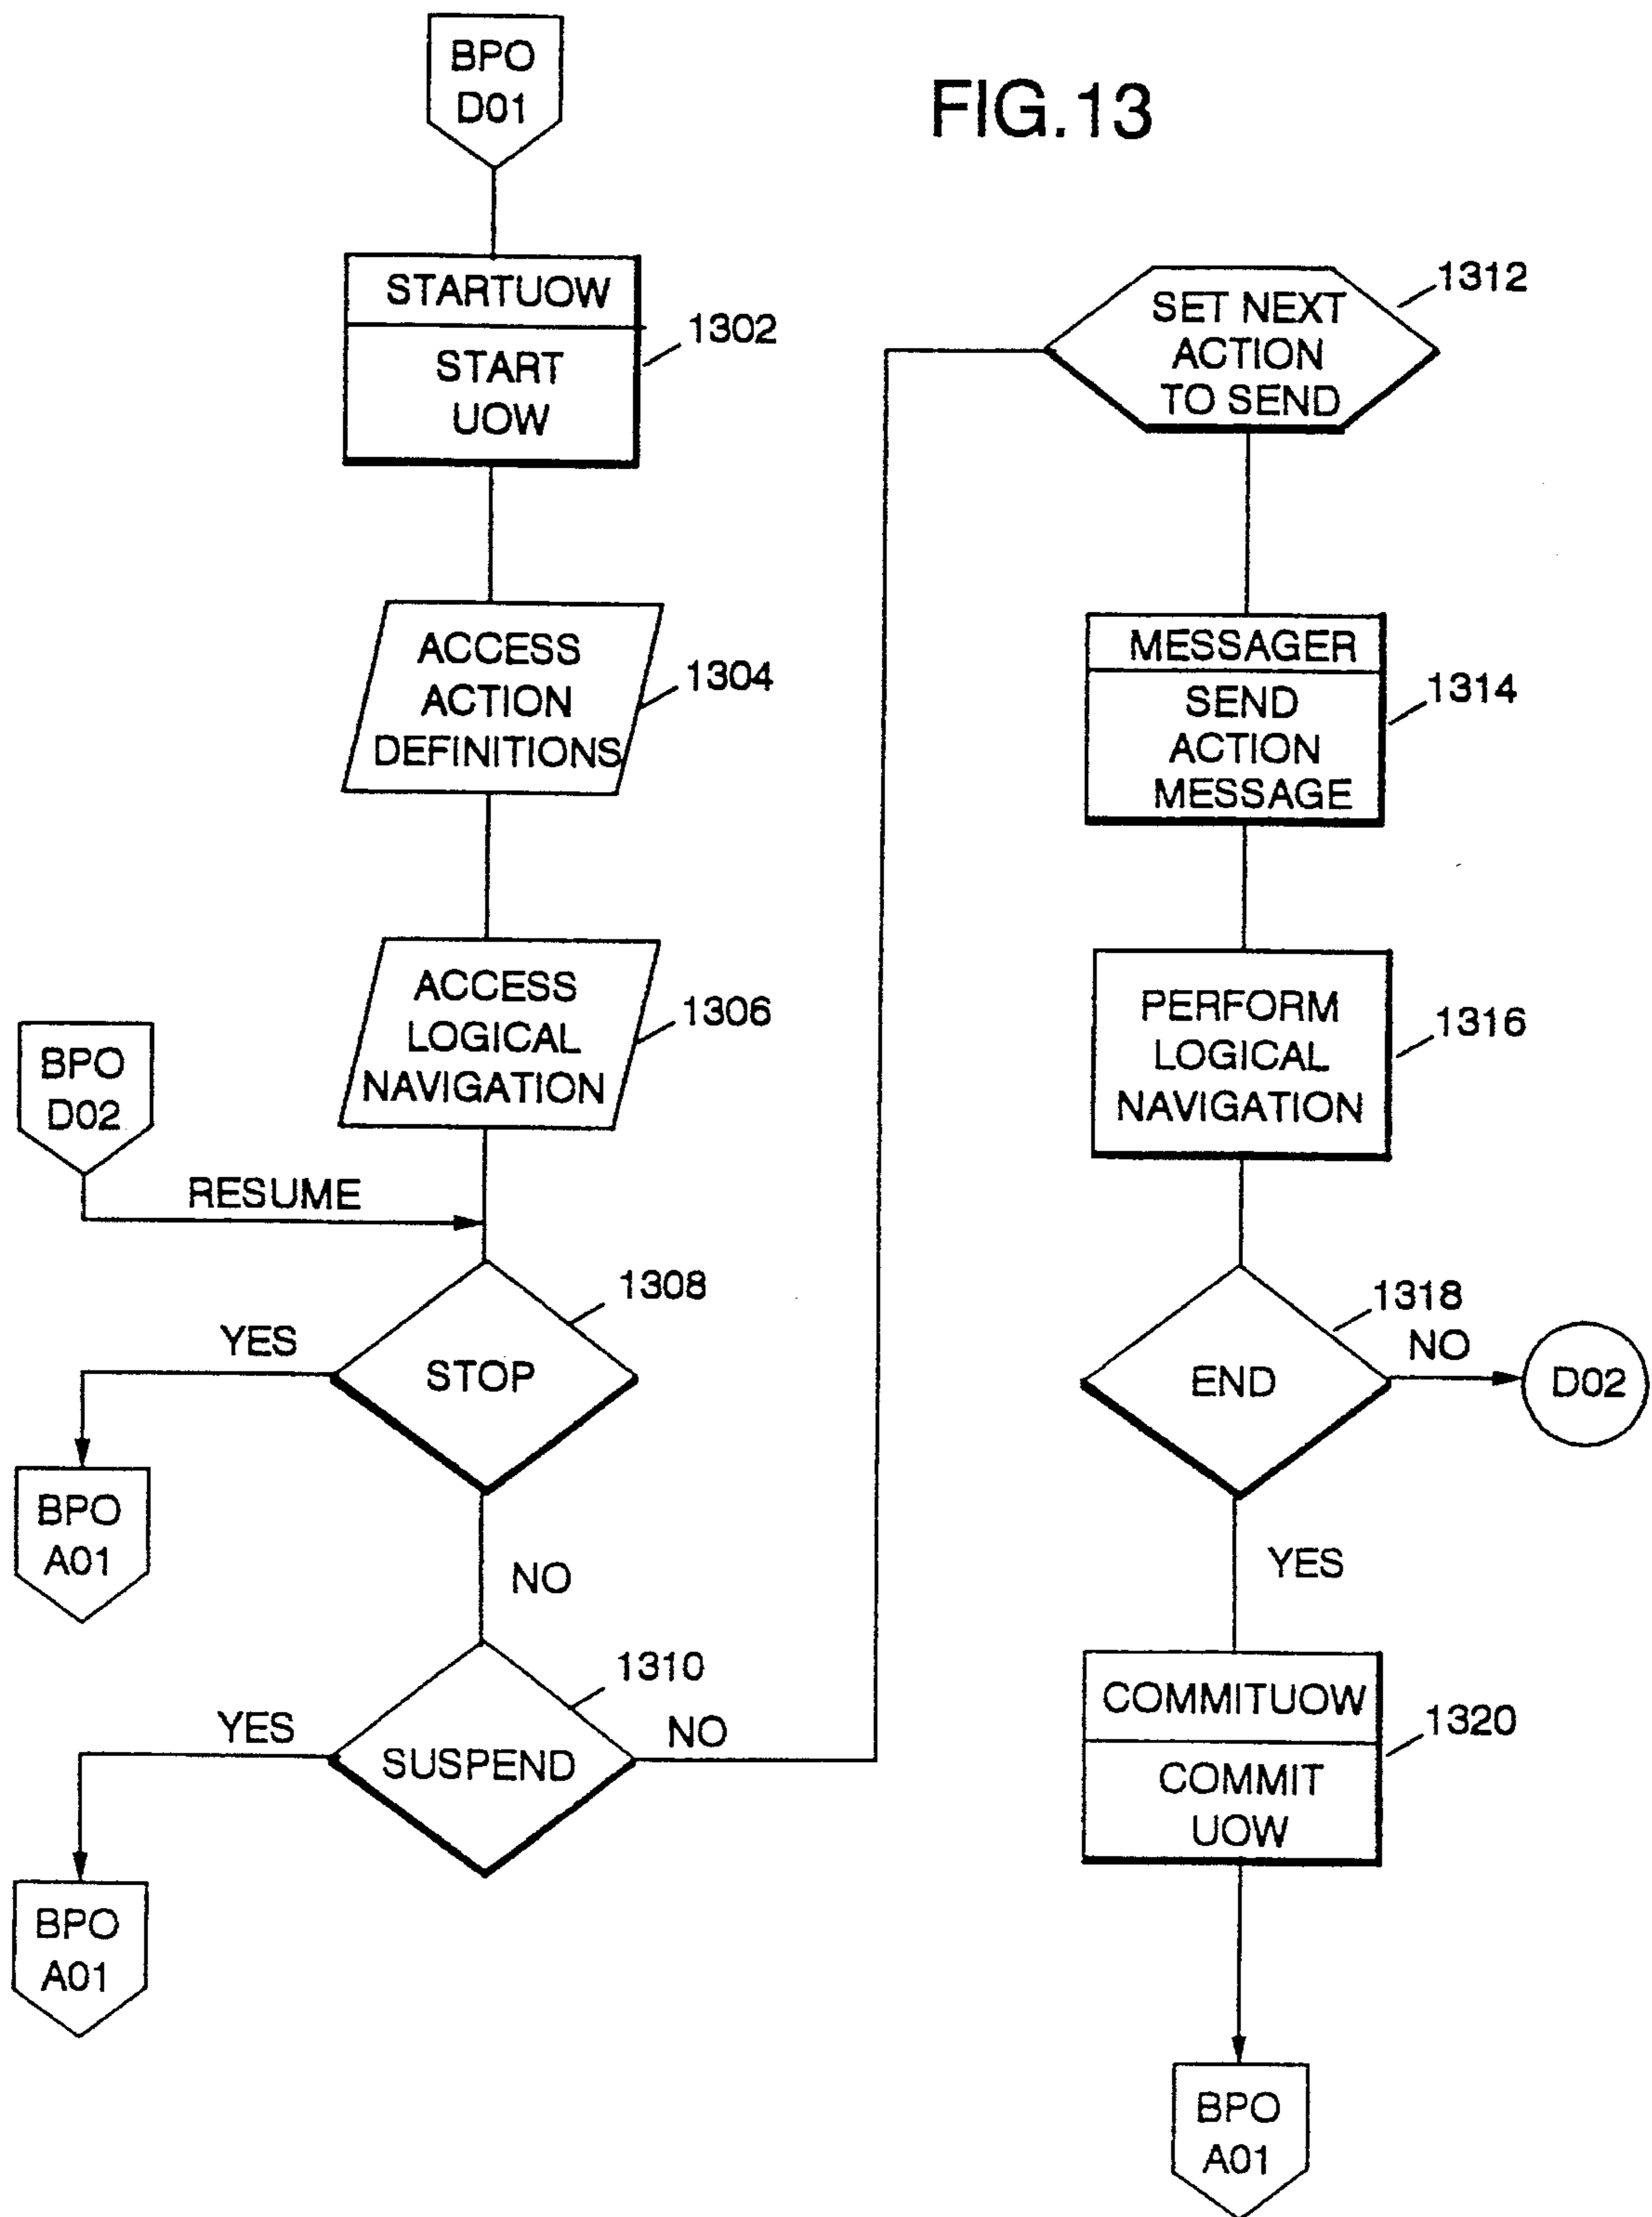 FIG.13
BPO
D01
STARTUOW
START
UOW
1302
ACCESS
ACTION
DEFINITIONS
1304
ACCESS
LOGICAL
NAVIGATION
1306
BPO
D02
RESUME
STOP
1308
YES
BPO
A01
NO
SUSPEND
1310
YES
BPO
A01
NO
SET NEXT
ACTION
TO SEND
1312
MESSAGER
SEND
ACTION
MESSAGE
1314
PERFORM
LOGICAL
NAVIGATION
1316
END
1318
NO
D02
YES
COMMITUOW
COMMIT
UOW
1320
BPO
A01